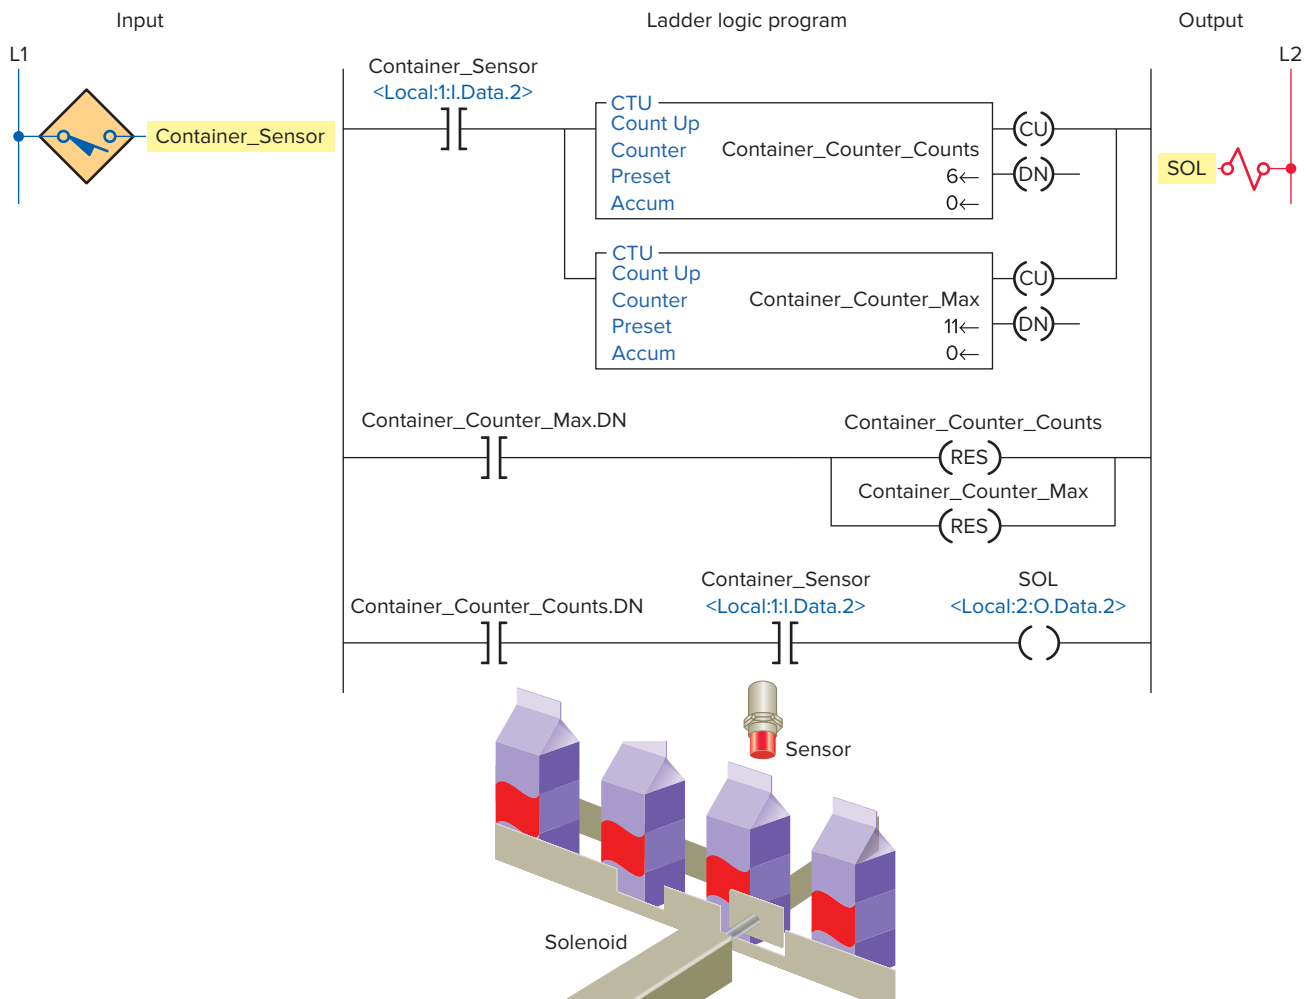 Input
Ladder logic program
Output
L1
L2
Container_Sensor
<Local:1:I.Data.2>
Container_Sensor
CTU
Count Up
Counter Container_Counter_Counts
Preset 6←
Accum 0←
CU
DN
SOL
CTU
Count Up
Counter Container_Counter_Max
Preset 11←
Accum 0←
CU
DN
Container_Counter_Max.DN
Container_Counter_Counts
RES
Container_Counter_Max
RES
Container_Counter_Counts.DN
Container_Sensor
<Local:1:I.Data.2>
SOL
<Local:2:O.Data.2>
Sensor
Solenoid